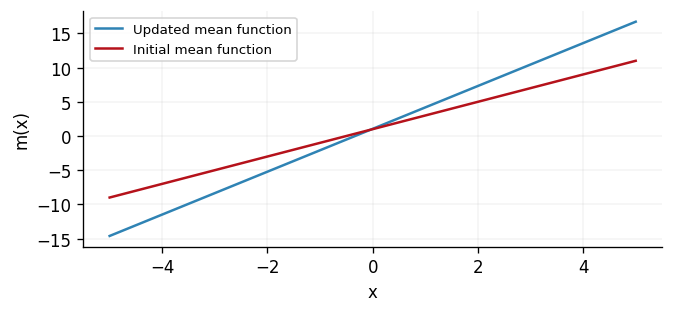 Updated mean function
Initial mean function
15
10
5
0
−5
−10
−15
m(x)
−4 −2 0 2 4
x